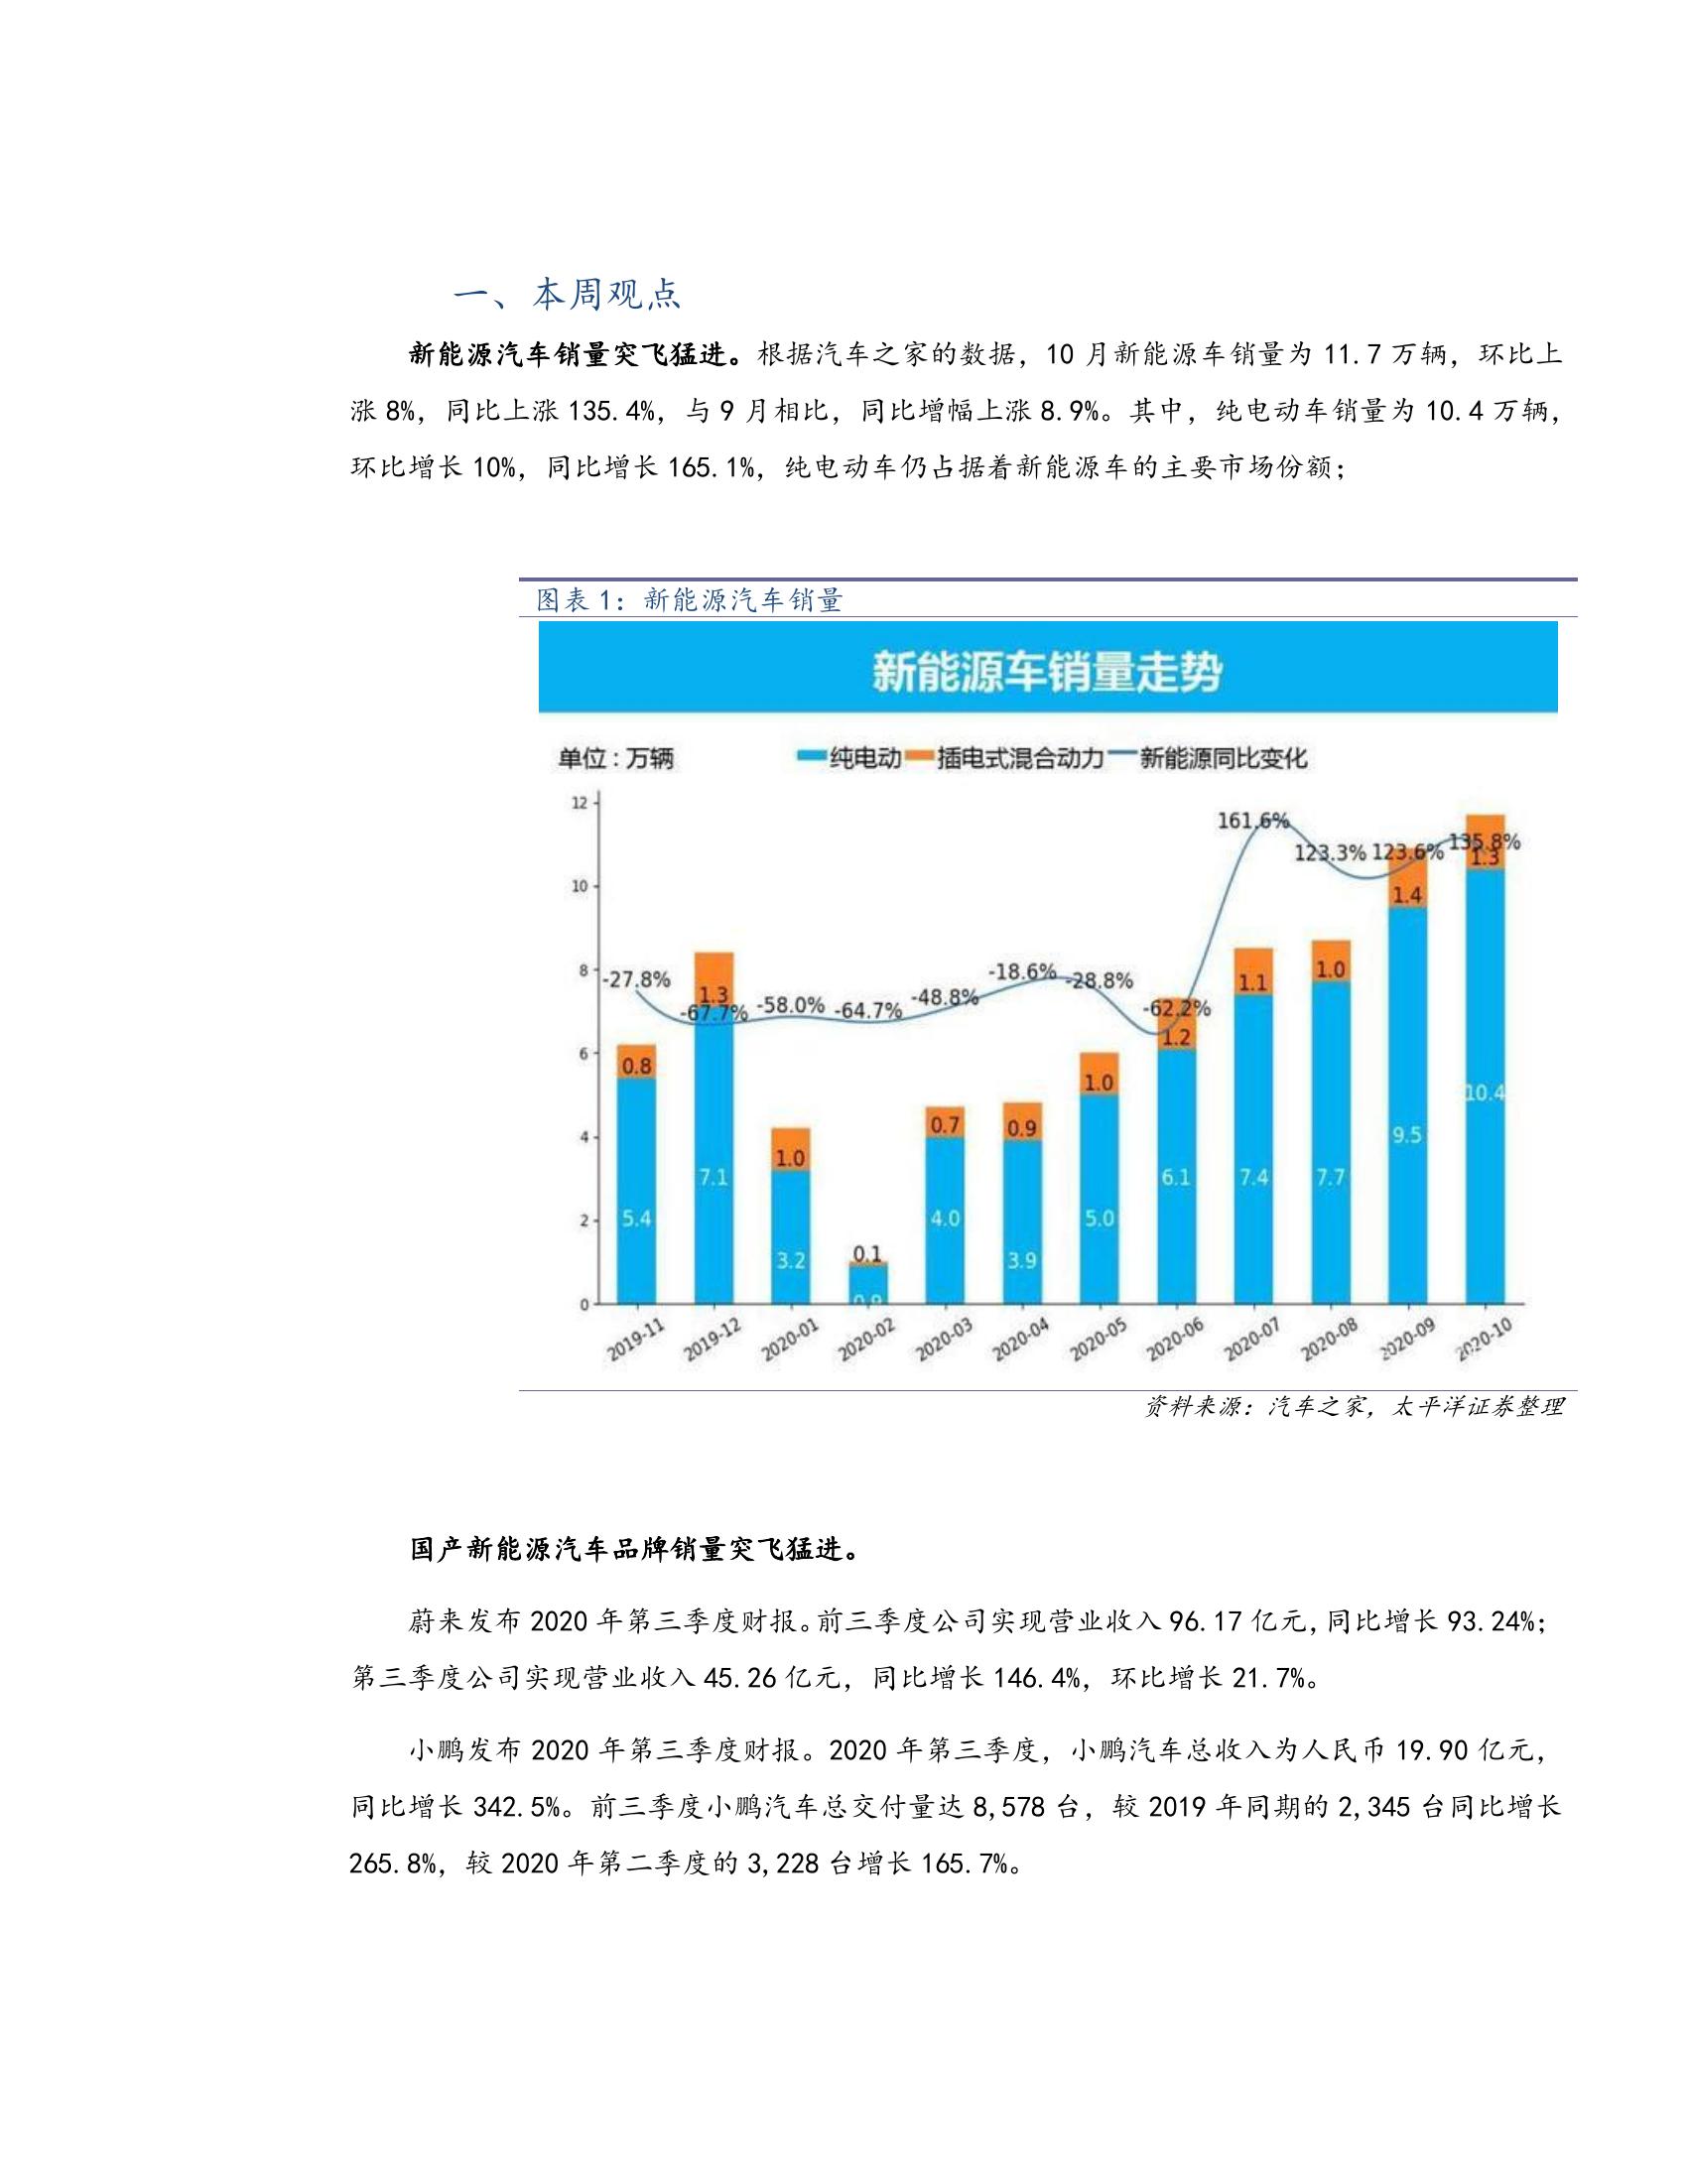 一、本周观点
新能源汽车销量突飞猛进。根据汽车之家的数据，10 月新能源车销量为 11.7 万辆，环比上
涨 8%，同比上涨 135.4%，与 9 月相比，同比增幅上涨 8.9%。其中，纯电动车销量为 10.4 万辆，
环比增长 10%，同比增长 165.1%，纯电动车仍占据着新能源车的主要市场份额；
图表 1：新能源汽车销量
新能源车销量走势
单位：万辆 纯电动 插电式混合动力 新能源同比变化
12
10
8
6
4
2
0
-27.8% -67.7% -58.0% -64.7% -48.8% -18.6% -28.8% -62.2% 161.6% 123.3% 123.6% 135.8%
0.8 1.3 1.0 0.1 0.7 0.9 1.0 1.2 1.1 1.0 1.4 1.3
5.4 7.1 3.2 0.9 4.0 3.9 5.0 6.1 7.4 7.7 9.5 10.4
2019-11 2019-12 2020-01 2020-02 2020-03 2020-04 2020-05 2020-06 2020-07 2020-08 2020-09 2020-10
资料来源：汽车之家，太平洋证券整理
国产新能源汽车品牌销量突飞猛进。
蔚来发布 2020 年第三季度财报。前三季度公司实现营业收入 96.17 亿元，同比增长 93.24%；
第三季度公司实现营业收入 45.26 亿元，同比增长 146.4%，环比增长 21.7%。
小鹏发布 2020 年第三季度财报。2020 年第三季度，小鹏汽车总收入为人民币 19.90 亿元，
同比增长 342.5%。前三季度小鹏汽车总交付量达 8,578 台，较 2019 年同期的 2,345 台同比增长
265.8%，较 2020 年第二季度的 3,228 台增长 165.7%。